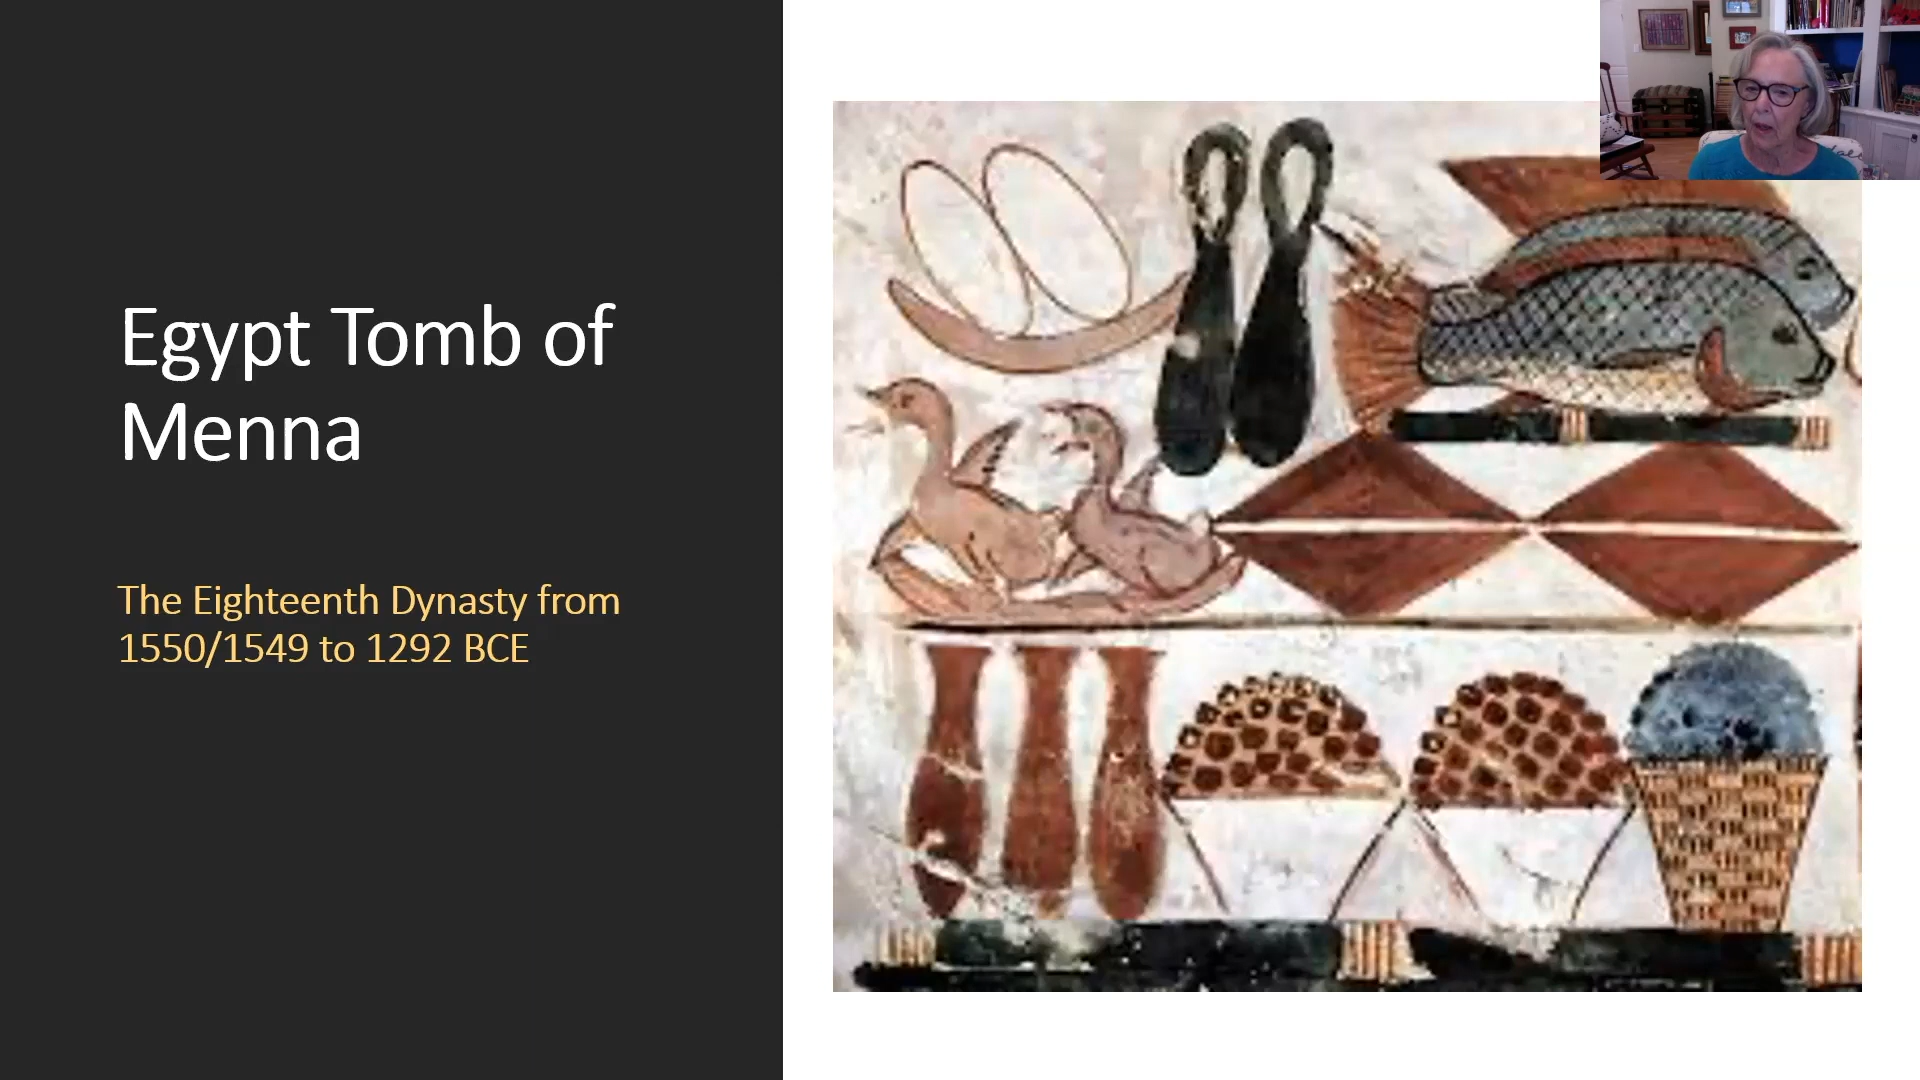 Egypt Tomb of
Menna
The Eighteenth Dynasty from
1550/1549 to 1292 BCE